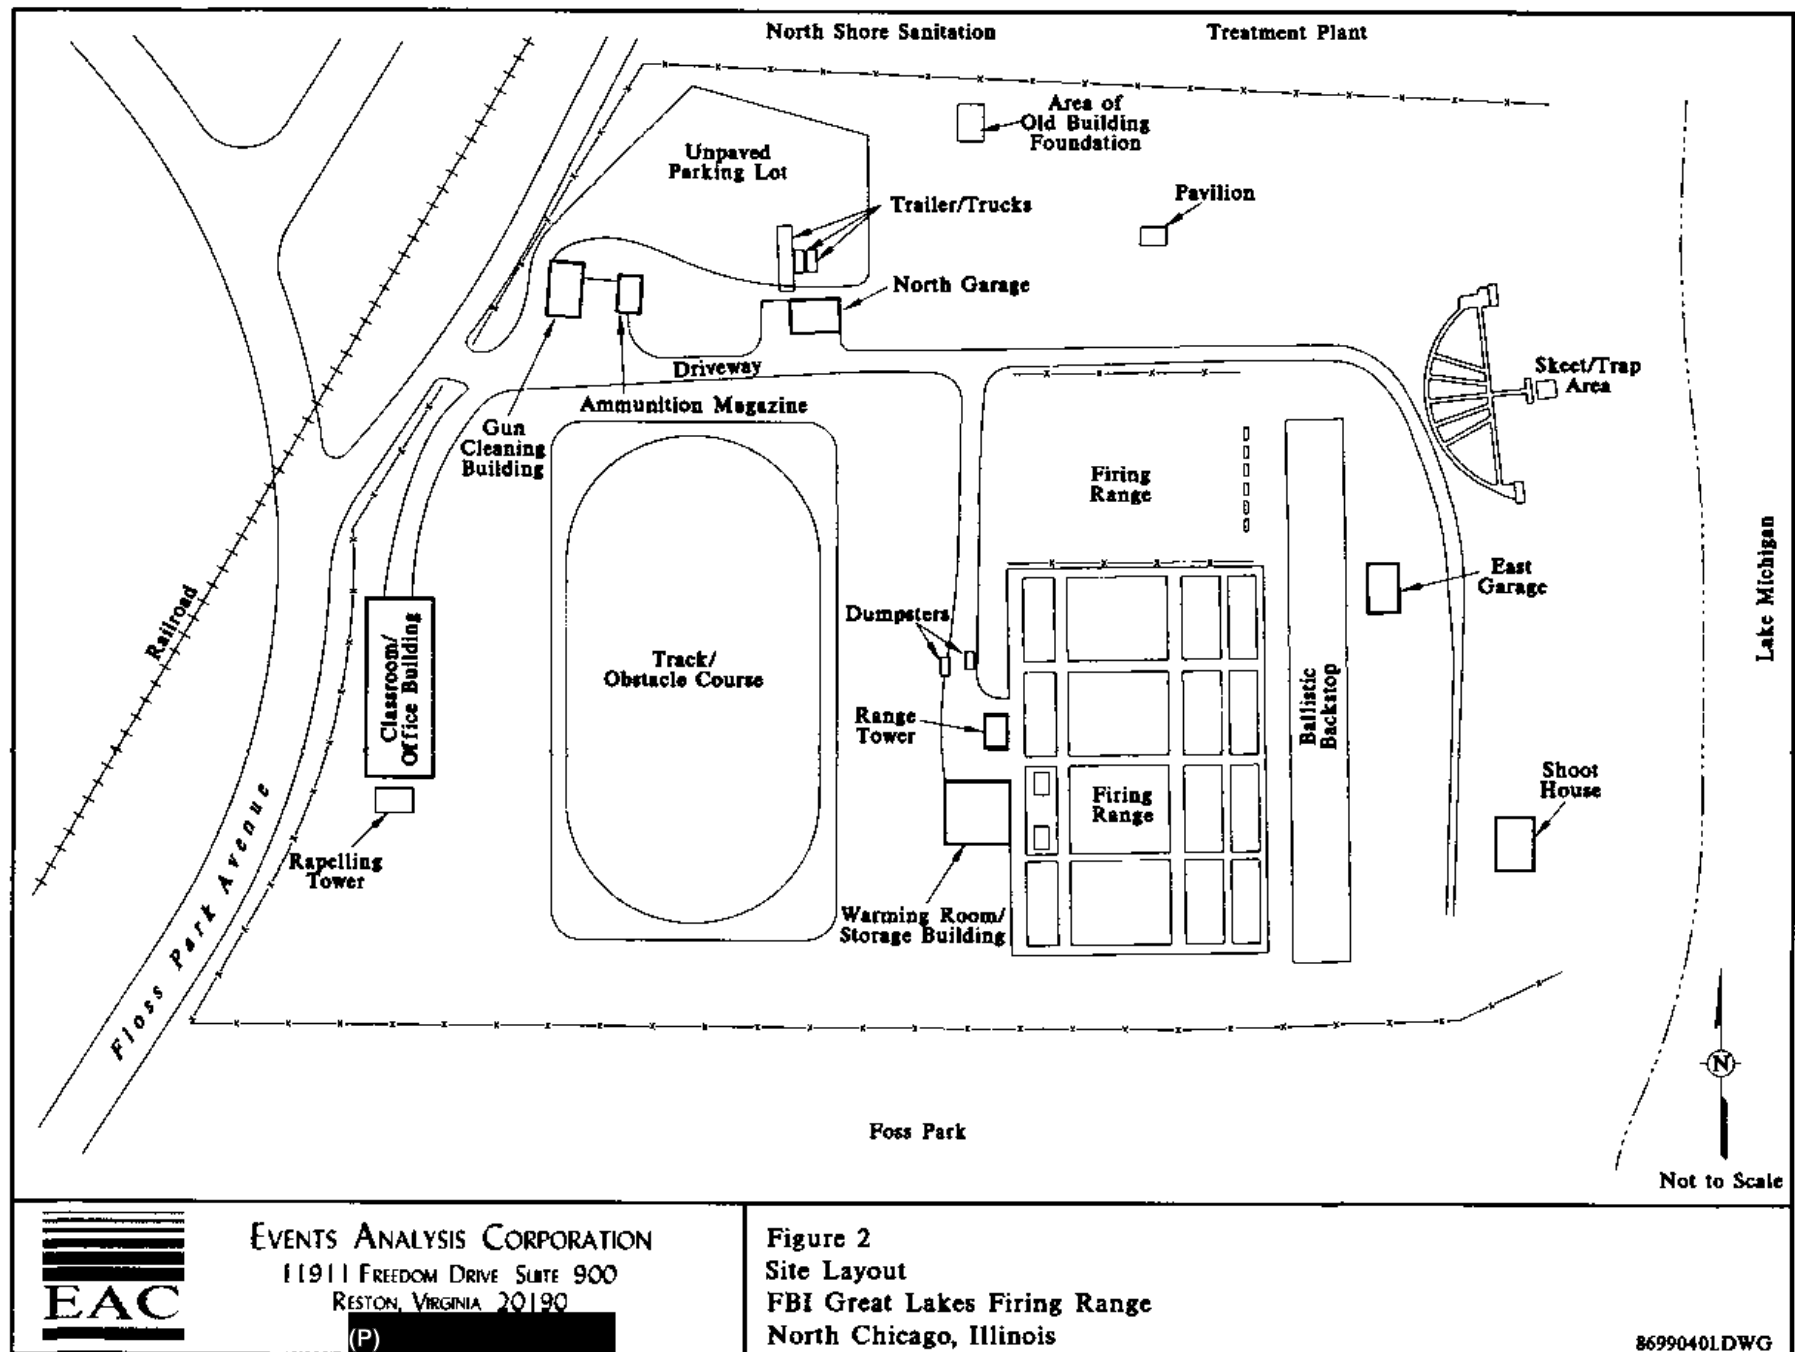 North Shore Sanitation Treatment Plant
Area of
Old Building
Foundation
Unpaved
Parking Lot
Trailer/Trucks
Pavilion
North Garage
Driveway
Skeet/Trap
Area
Ammunition Magazine
Gun
Cleaning
Building
Firing
Range
Lake Michigan
East
Garage
Railroad
Dumpsters
Classroom/
Office Building
Track/
Obstacle Course
Range
Tower
Ballistic
Backstop
Shoot
House
Firing
Range
Rapelling
Tower
Floss Park Avenue
Warming Room/
Storage Building
N
Foss Park
Not to Scale
EAC
EVENTS ANALYSIS CORPORATION
11911 FREEDOM DRIVE SUITE 900
RESTON, VIRGINIA 20190
(P)
Figure 2
Site Layout
FBI Great Lakes Firing Range
North Chicago, Illinois
86990401.DWG